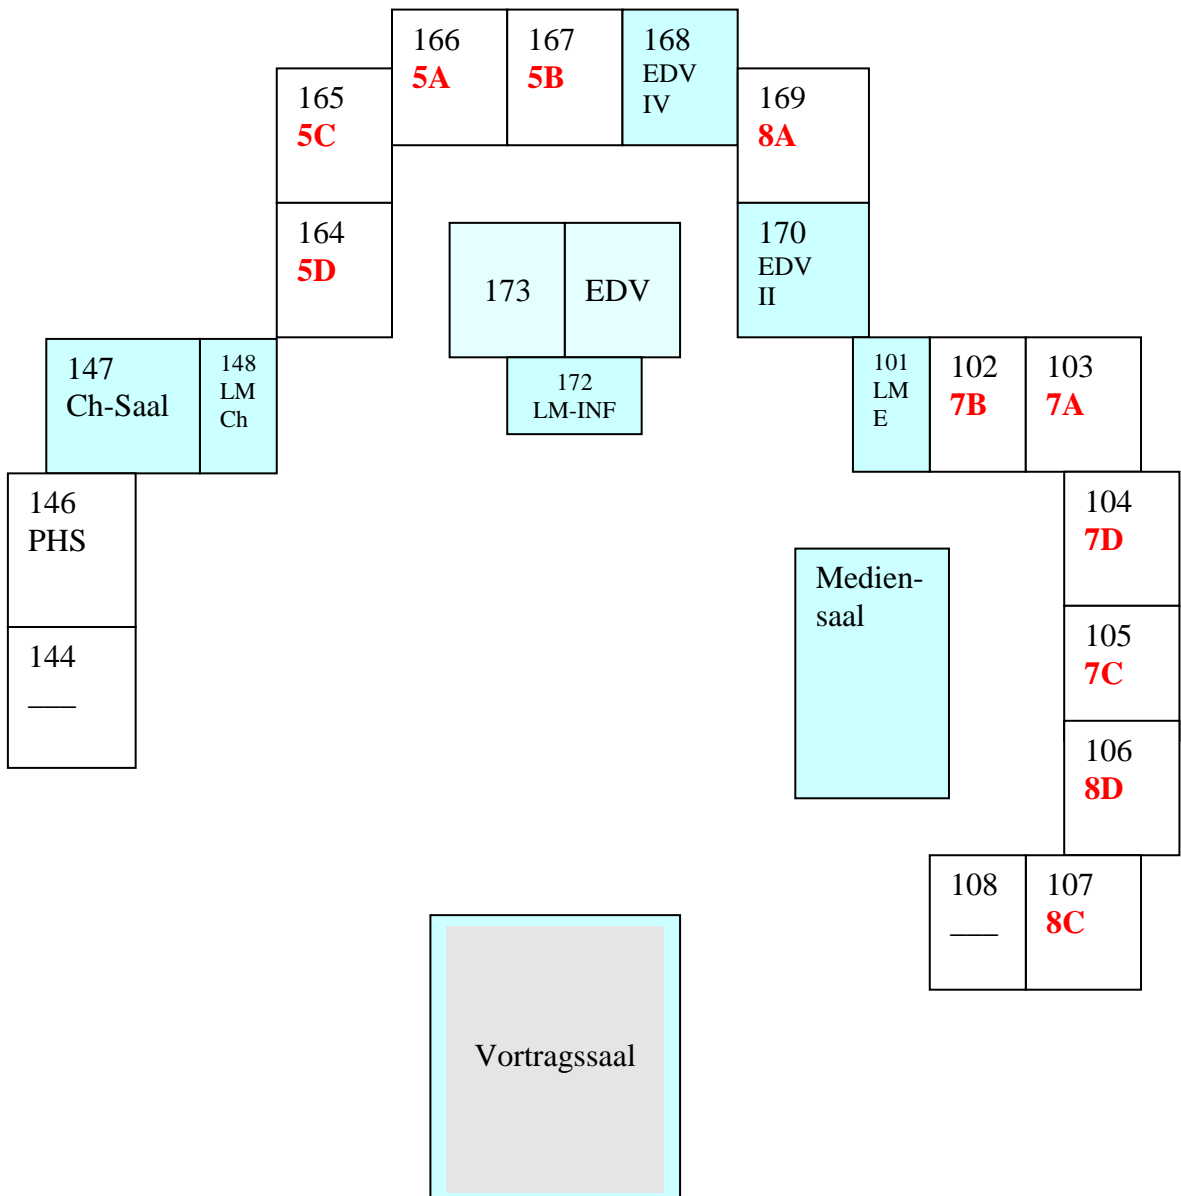 166
5A
167
5B
168
EDV
IV
165
5C
169
8A
164
5D
170
EDV
II
173
EDV
172
LM-INF
147
Ch-Saal
148
LM
Ch
101
LM
E
102
7B
103
7A
146
PHS
104
7D
Medien-
saal
105
7C
144
___
106
8D
108
___
107
8C
Vortragssaal